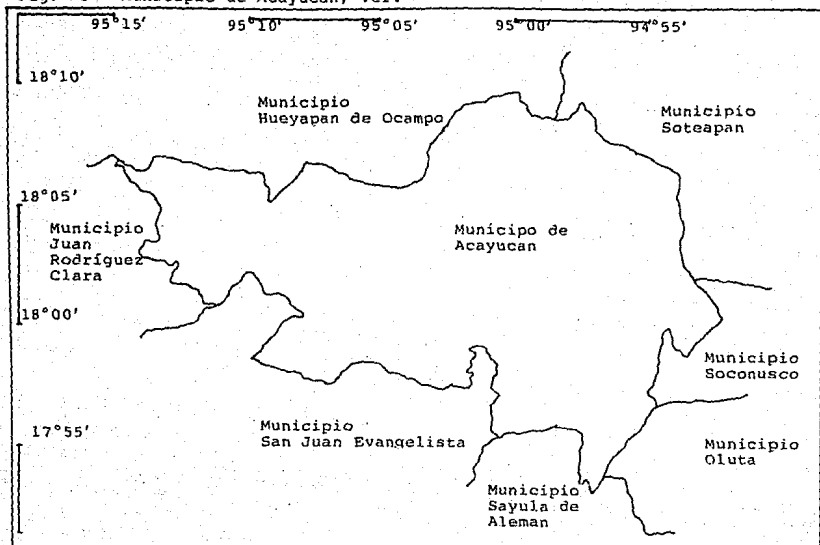 Municipio de Acayucan, Ver.
95°15' 95°10' 95°05' 95°00' 94°55'
18°10'
Municipio
Hueyapan de Ocampo
Municipio
Soteapan
18°05'
Municipio
Juan
Rodríguez
Clara
Municipo de
Acayucan
18°00'
Municipio
Soconusco
17°55'
Municipio
San Juan Evangelista
Municipio
Oluta
Municipio
Sayula de
Aleman